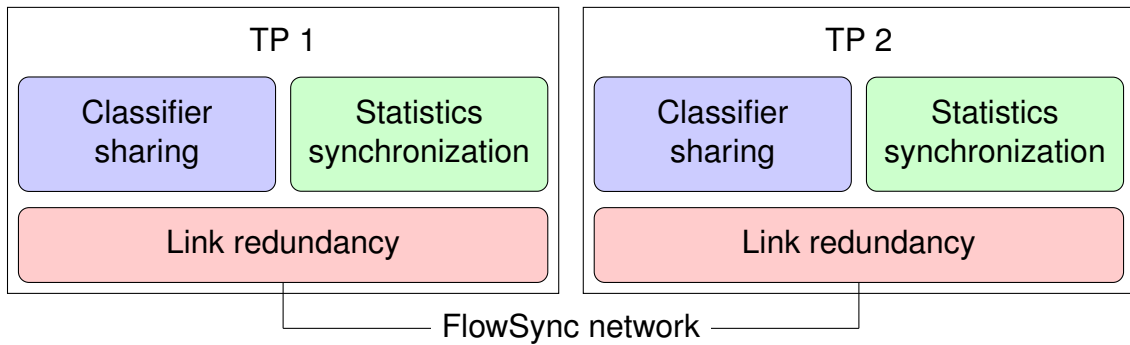 TP 1
Classifier
sharing
Statistics
synchronization
Link redundancy
TP 2
Classifier
sharing
Statistics
synchronization
Link redundancy
FlowSync network